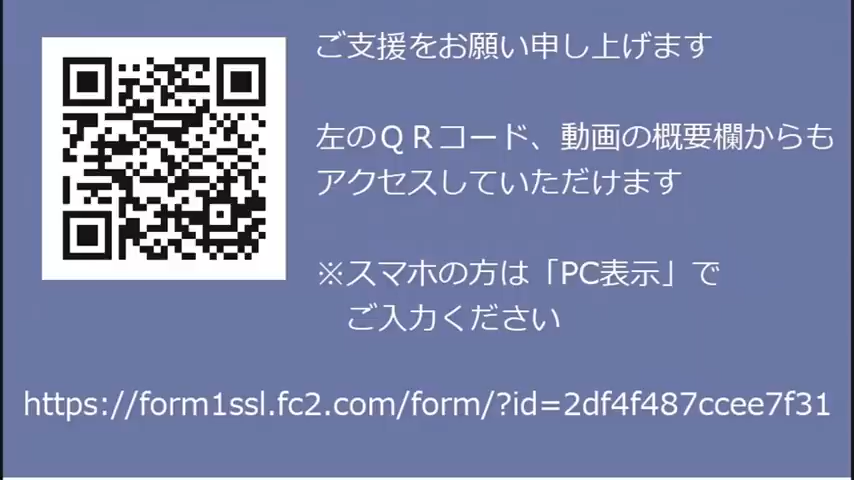 ご支援をお願い申し上げます
左のＱＲコード、動画の概要欄からも
アクセスしていただけます
※スマホの方は「PC表示」で
ご入力ください
https://form1ssl.fc2.com/form/?id=2df4f487ccee7f31